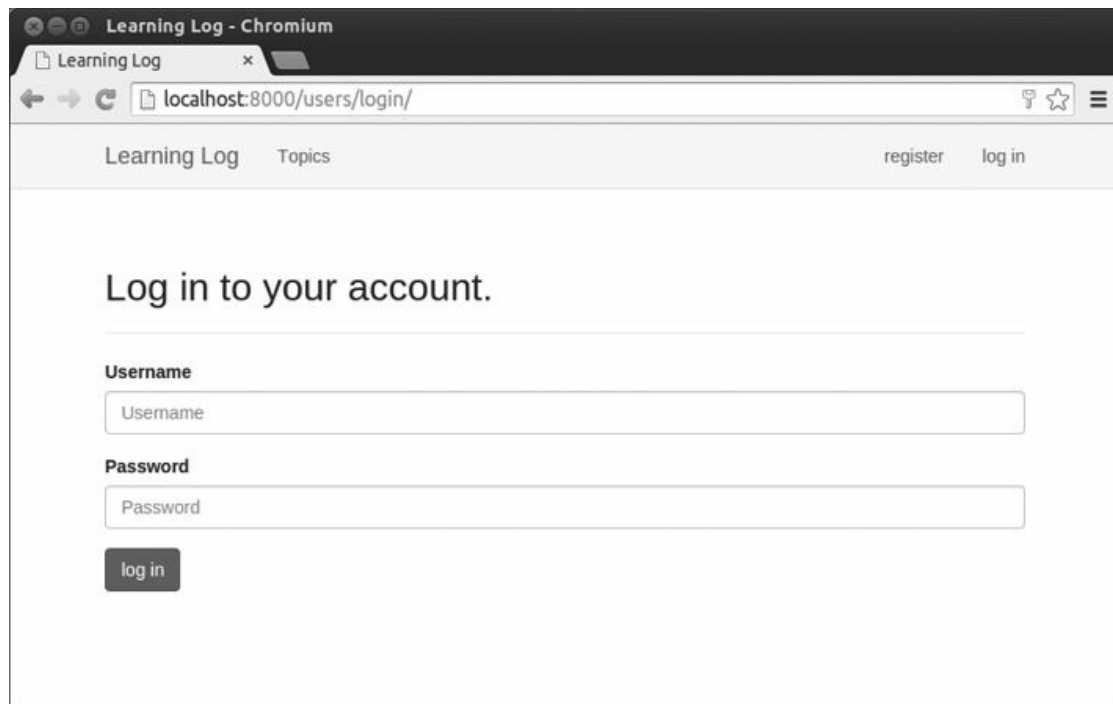 Learning Log - Chromium
Learning Log
localhost:8000/users/login/
Learning Log Topics register log in
Log in to your account.
Username
Username
Password
Password
log in